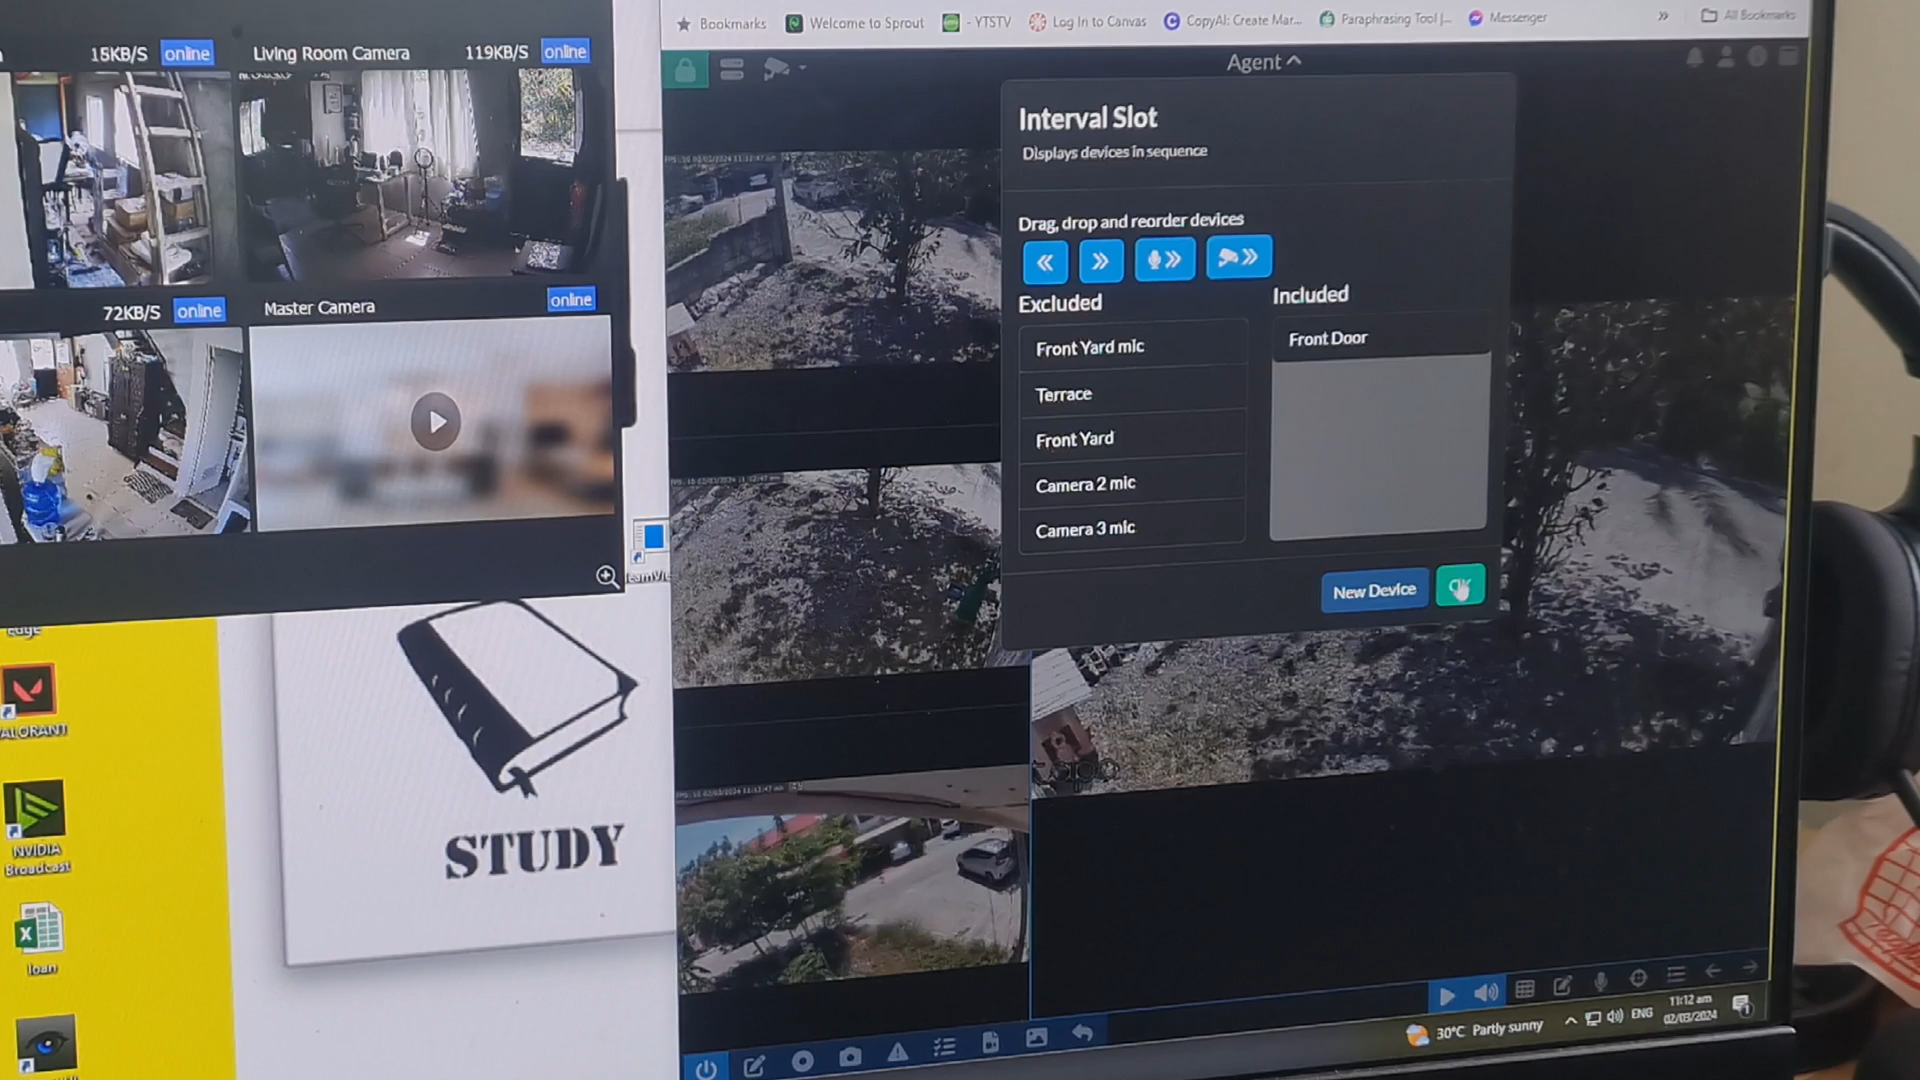 15KB/S online Living Room Camera 119KB/S online
72KB/S online Master Camera online
Bookmarks Welcome to Sprout - YTSTV Log In to Canvas CopyAI: Create Mar... Paraphrasing Tool |... Messenger » All Bookmarks
Agent
Interval Slot
Displays devices in sequence
Drag, drop and reorder devices
Excluded
Front Yard mic
Terrace
Front Yard
Camera 2 mic
Camera 3 mic
Included
Front Door
New Device
STUDY
NVIDIA
Broadcast
loan
30°C Partly sunny
ENG
11:12 am
02/03/2024